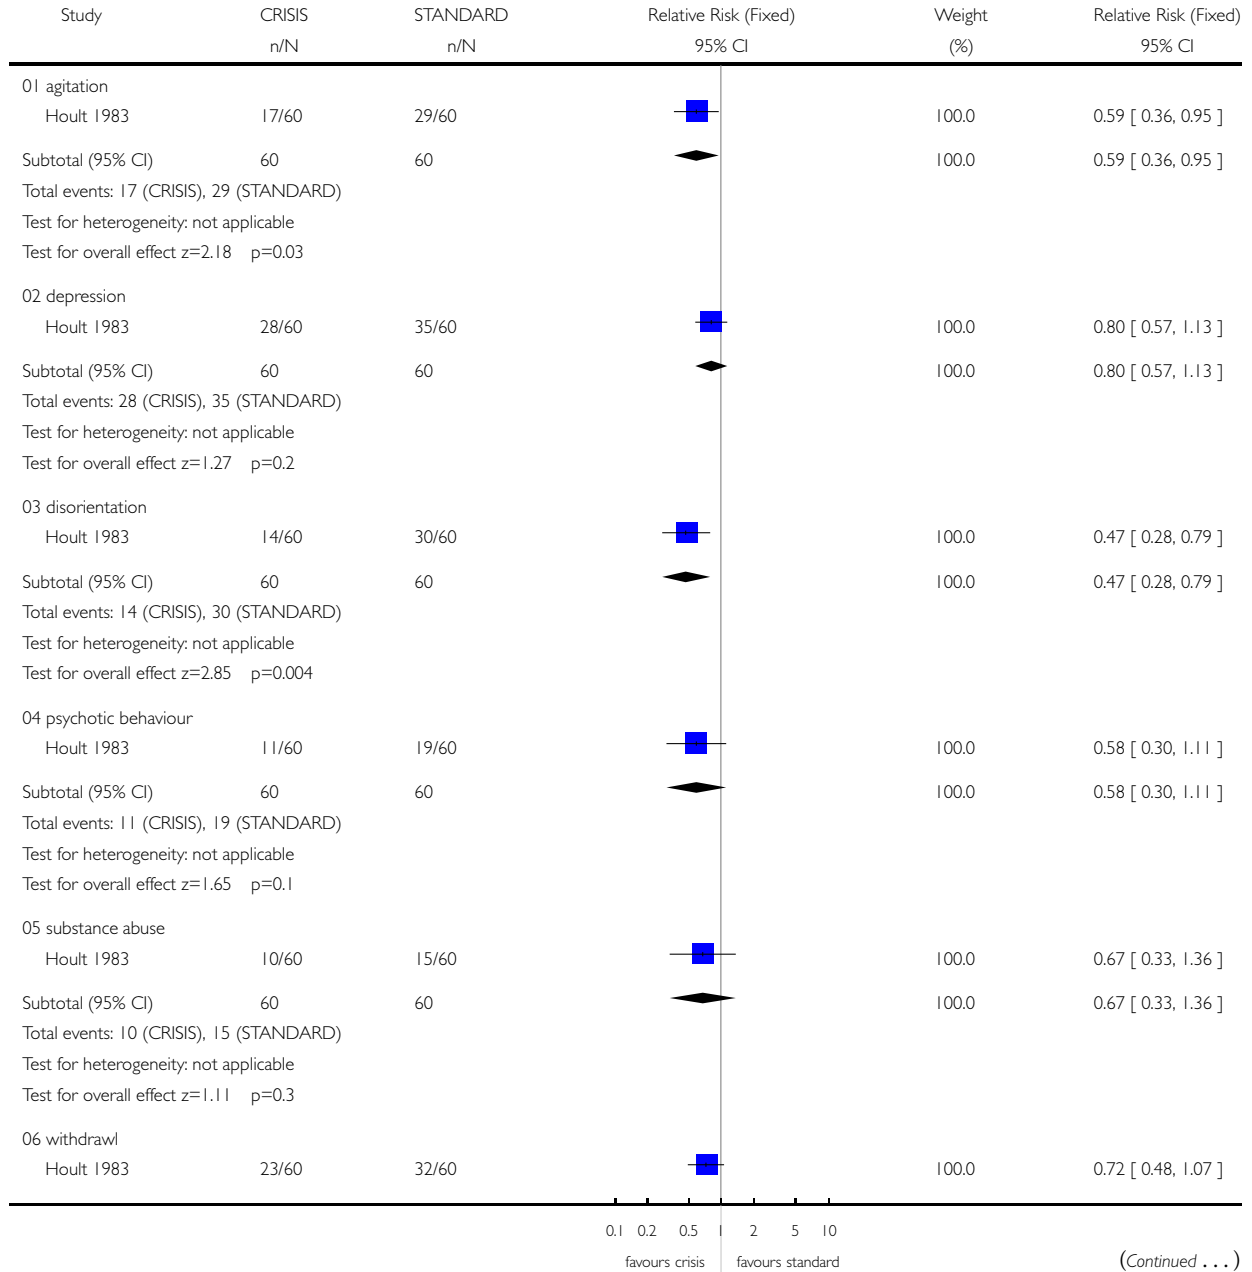 Study CRISIS STANDARD Relative Risk (Fixed) Weight Relative Risk (Fixed)
n/N n/N 95% CI (%) 95% CI
01 agitation
Hoult 1983 17/60 29/60 100.0 0.59 [ 0.36, 0.95 ]
Subtotal (95% CI) 60 60 100.0 0.59 [ 0.36, 0.95 ]
Total events: 17 (CRISIS), 29 (STANDARD)
Test for heterogeneity: not applicable
Test for overall effect z=2.18 p=0.03
02 depression
Hoult 1983 28/60 35/60 100.0 0.80 [ 0.57, 1.13 ]
Subtotal (95% CI) 60 60 100.0 0.80 [ 0.57, 1.13 ]
Total events: 28 (CRISIS), 35 (STANDARD)
Test for heterogeneity: not applicable
Test for overall effect z=1.27 p=0.2
03 disorientation
Hoult 1983 14/60 30/60 100.0 0.47 [ 0.28, 0.79 ]
Subtotal (95% CI) 60 60 100.0 0.47 [ 0.28, 0.79 ]
Total events: 14 (CRISIS), 30 (STANDARD)
Test for heterogeneity: not applicable
Test for overall effect z=2.85 p=0.004
04 psychotic behaviour
Hoult 1983 11/60 19/60 100.0 0.58 [ 0.30, 1.11 ]
Subtotal (95% CI) 60 60 100.0 0.58 [ 0.30, 1.11 ]
Total events: 11 (CRISIS), 19 (STANDARD)
Test for heterogeneity: not applicable
Test for overall effect z=1.65 p=0.1
05 substance abuse
Hoult 1983 10/60 15/60 100.0 0.67 [ 0.33, 1.36 ]
Subtotal (95% CI) 60 60 100.0 0.67 [ 0.33, 1.36 ]
Total events: 10 (CRISIS), 15 (STANDARD)
Test for heterogeneity: not applicable
Test for overall effect z=1.11 p=0.3
06 withdrawl
Hoult 1983 23/60 32/60 100.0 0.72 [ 0.48, 1.07 ]
0.1 0.2 0.5 1 2 5 10
favours crisis favours standard (Continued . . . )